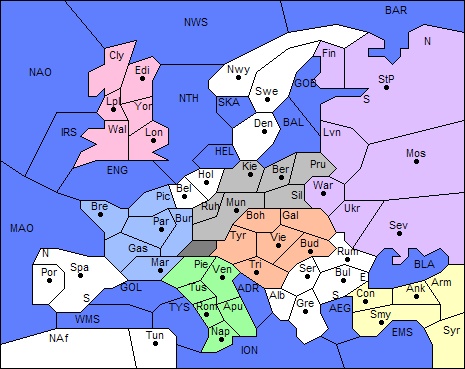 BAR
NWS
NAO
N
Cly
Edi
Fin
StP
Nwy
Swe
GOB
S
NTH
SKA
Lpl
Yor
Den
BAL
Lvn
IRS
Wal
Lon
HEL
Mos
ENG
Hol
Kie
Ber
Pru
Bel
War
Pic
Ruh
Mun
Sil
Bre
Par
Bur
Boh
Gal
Ukr
Sev
MAO
Tyr
Vie
Gas
Bud
Rum
N
Mar
Pie
Ven
Tri
Ser
BLA
Por
Spa
Bul
E
Arm
S
GOL
Tus
ADR
Alb
S
Con
Ank
TYS
Rom
Apu
Gre
AEG
Smy
WMS
Nap
EMS
Syr
NAf
Tun
ION